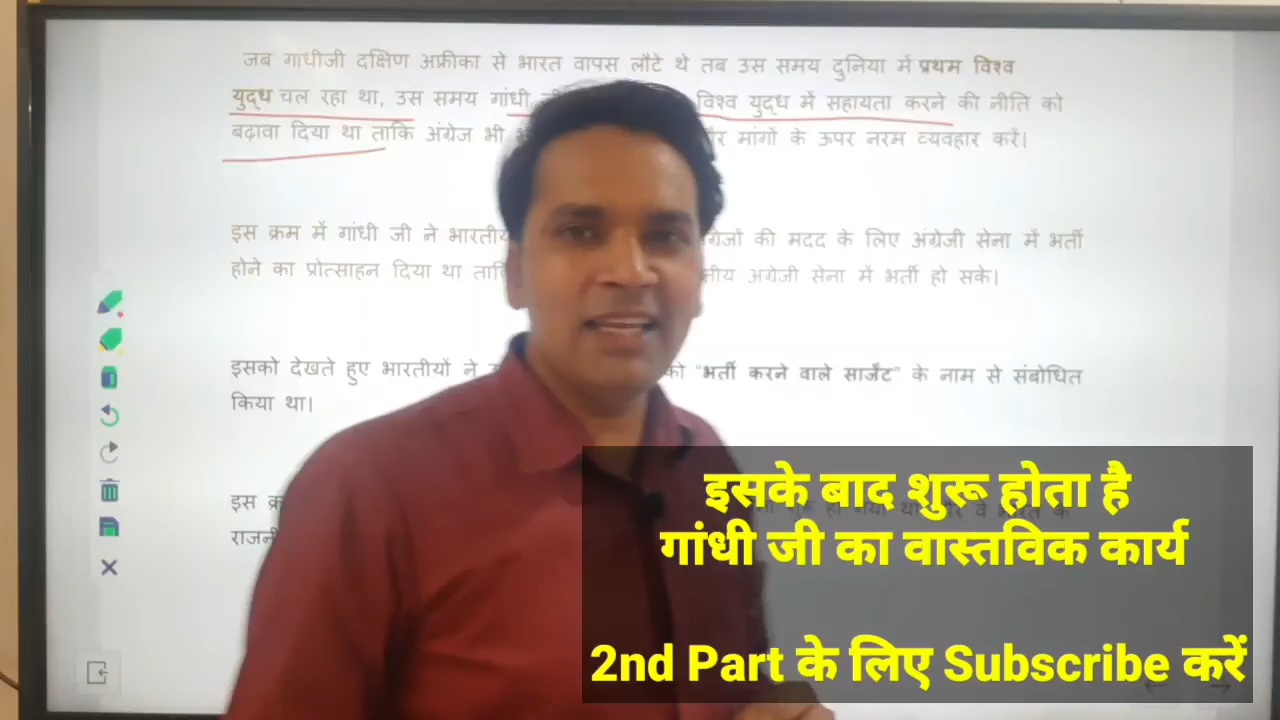 जब गांधीजी दक्षिण अफ्रीका से भारत वापस लौटे थे तब उस समय दुनिया में प्रथम विश्व
युद्ध चल रहा था, उस समय गांधी विश्व युद्ध में सहायता करने की नीति को
बढ़ावा दिया था ताकि अंग्रेज भी मांगों के ऊपर नरम व्यवहार करें।
इस क्रम में गांधी जी ने की मदद के लिए अंग्रेजी सेना में भर्ती
होने का प्रोत्साहन दिया था अंग्रेजी सेना में भर्ती हो सके।
इसको देखते हुए भारतीयों ने को "भर्ती करने वाले सार्जेंट" के नाम से संबोधित
किया था।
इस
इसके बाद शुरू होता है
गांधी जी का वास्तविक कार्य
2nd Part के लिए Subscribe करें